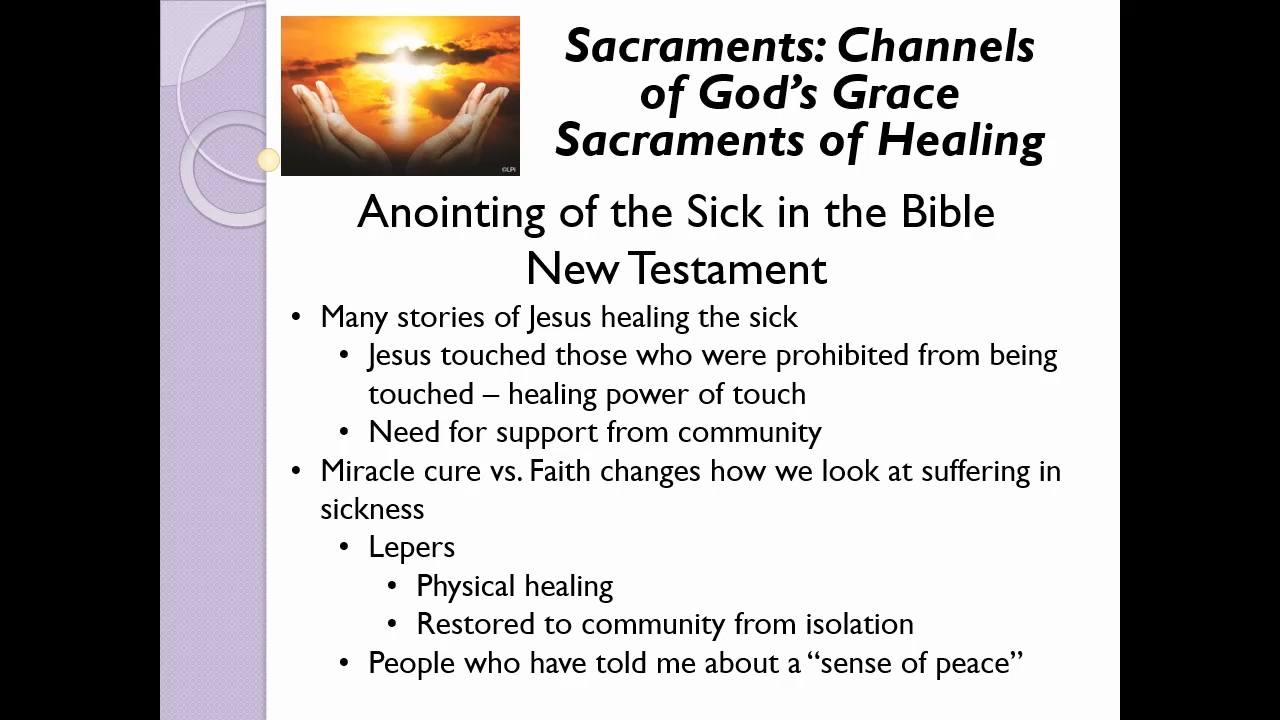 Sacraments: Channels
of God’s Grace
Sacraments of Healing
©LPi
Anointing of the Sick in the Bible
New Testament
• Many stories of Jesus healing the sick
• Jesus touched those who were prohibited from being
touched – healing power of touch
• Need for support from community
• Miracle cure vs. Faith changes how we look at suffering in
sickness
• Lepers
• Physical healing
• Restored to community from isolation
• People who have told me about a “sense of peace”